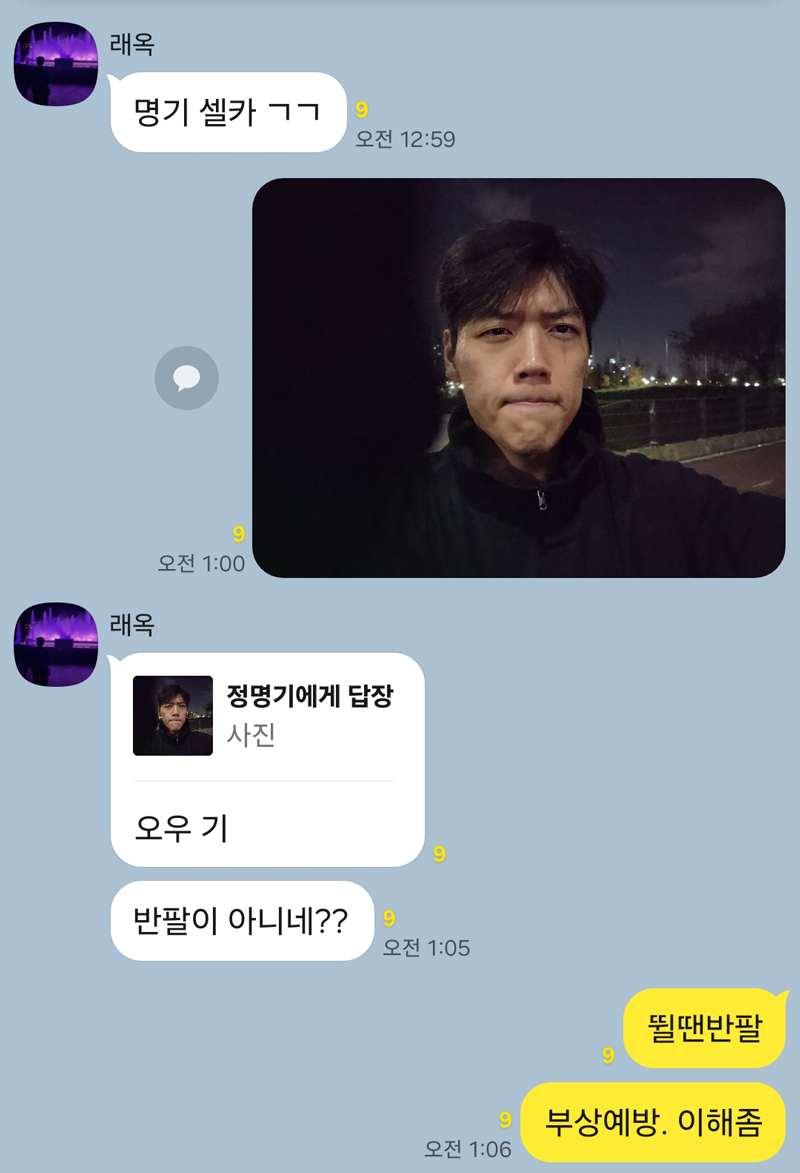 래옥
명기 셀카 ㄱㄱ
9
오전 12:59
9
오전 1:00
래옥
정명기에게 답장
사진
오우 기
9
반팔이 아니네??
9
오전 1:05
뛸땐반팔
9
부상예방. 이해좀
9
오전 1:06